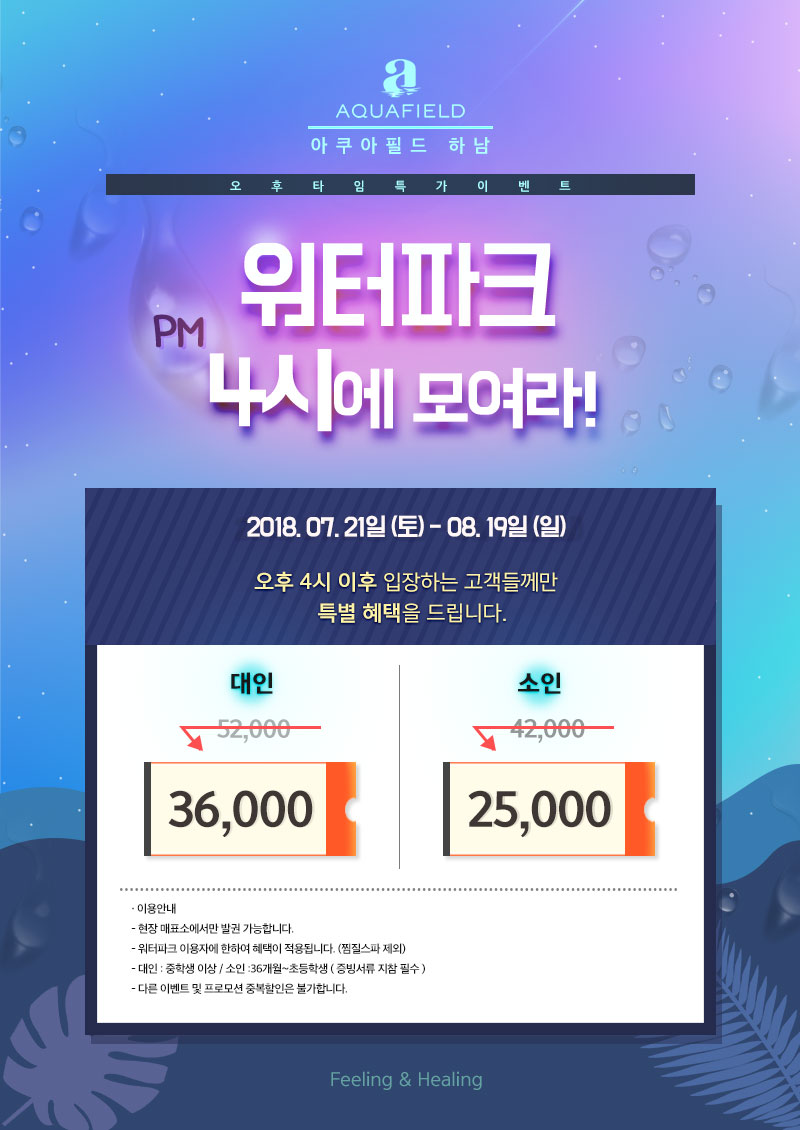 a
AQUAFIELD
아쿠아필드 하남
오후타임특가이벤트
워터파크
PM
4시에 모여라!
2018. 07. 21일 (토) - 08. 19일 (일)
오후 4시 이후 입장하는 고객들께만
특별 혜택을 드립니다.
대인
52,000
36,000
소인
42,000
25,000
· 이용안내
- 현장 매표소에서만 발권 가능합니다.
- 워터파크 이용자에 한하여 혜택이 적용됩니다. (찜질스파 제외)
- 대인 : 중학생 이상 / 소인 :36개월~초등학생 ( 증빙서류 지참 필수 )
- 다른 이벤트 및 프로모션 중복할인은 불가합니다.
Feeling & Healing